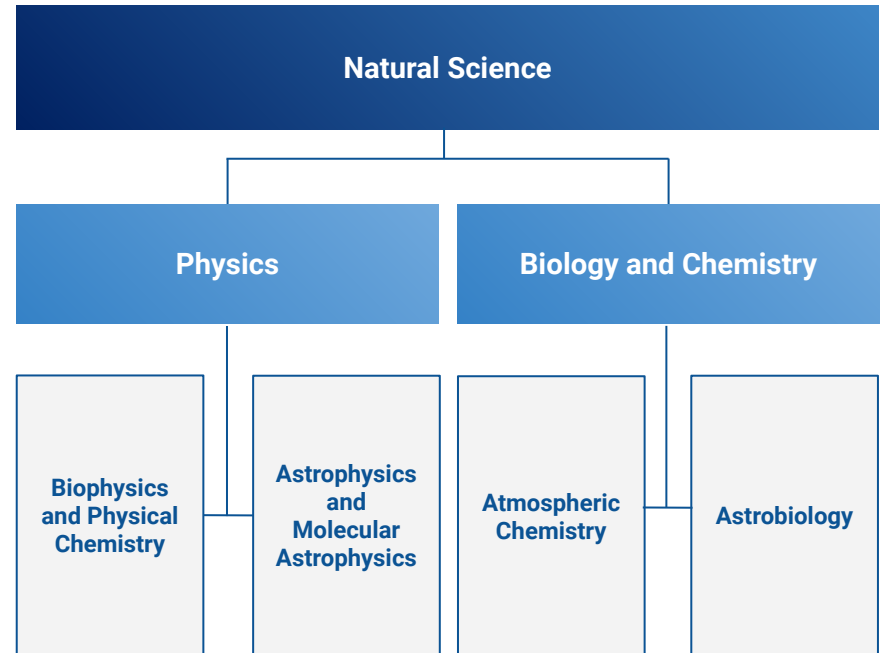 Natural Science
Physics
Biology and Chemistry
Biophysics
and Physical
Chemistry
Astrophysics
and
Molecular
Astrophysics
Atmospheric
Chemistry
Astrobiology